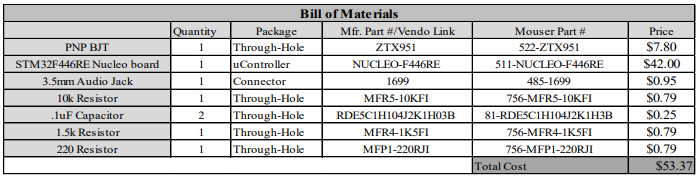 Bill of Materials
Quantity Package Mfr. Part #/Vendo Link Mouser Part # Price
PNP BJT 1 Through-Hole ZTX951 522-ZTX951 $7.80
STM32F446RE Nucleo board 1 uController NUCLEO-F446RE 511-NUCLEO-F446RE $42.00
3.5mm Audio Jack 1 Connector 1699 485-1699 $0.95
10k Resistor 1 Through-Hole MFR5-10KFI 756-MFR5-10KFI $0.79
.1uF Capacitor 2 Through-Hole RDE5C1H104J2K1H03B 81-RDE5C1H104J2K1H3B $0.25
1.5k Resistor 1 Through-Hole MFR4-1K5FI 756-MFR4-1K5FI $0.79
220 Resistor 1 Through-Hole MFP1-220RJI 756-MFP1-220RJI $0.79
Total Cost $53.37